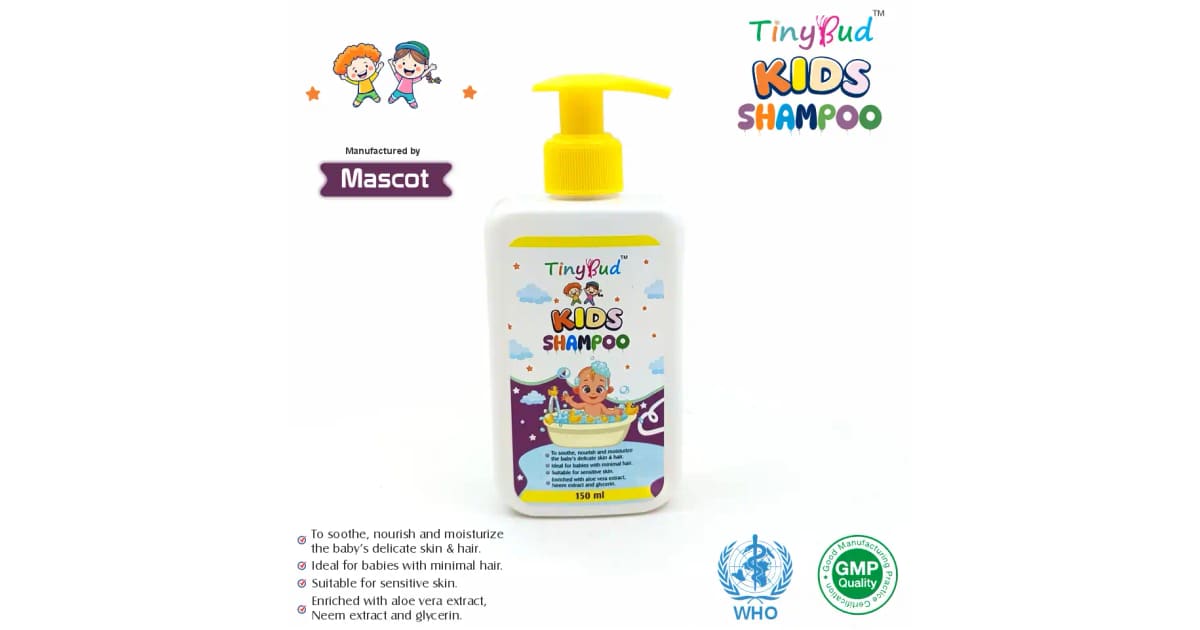 Manufactured by
Mascot
TinyBud™
KIDS
SHAMPOO
TinyBud™
KIDS
SHAMPOO
To soothe, nourish and moisturize
the baby's delicate skin & hair.
Ideal for babies with minimal hair.
Suitable for sensitive skin.
Enriched with aloe vera extract,
Neem extract and glycerin.
150 ml
To soothe, nourish and moisturize
the baby's delicate skin & hair.
Ideal for babies with minimal hair.
Suitable for sensitive skin.
Enriched with aloe vera extract,
Neem extract and glycerin.
WHO
Good Manufacturing
GMP
Quality
Practice Certification